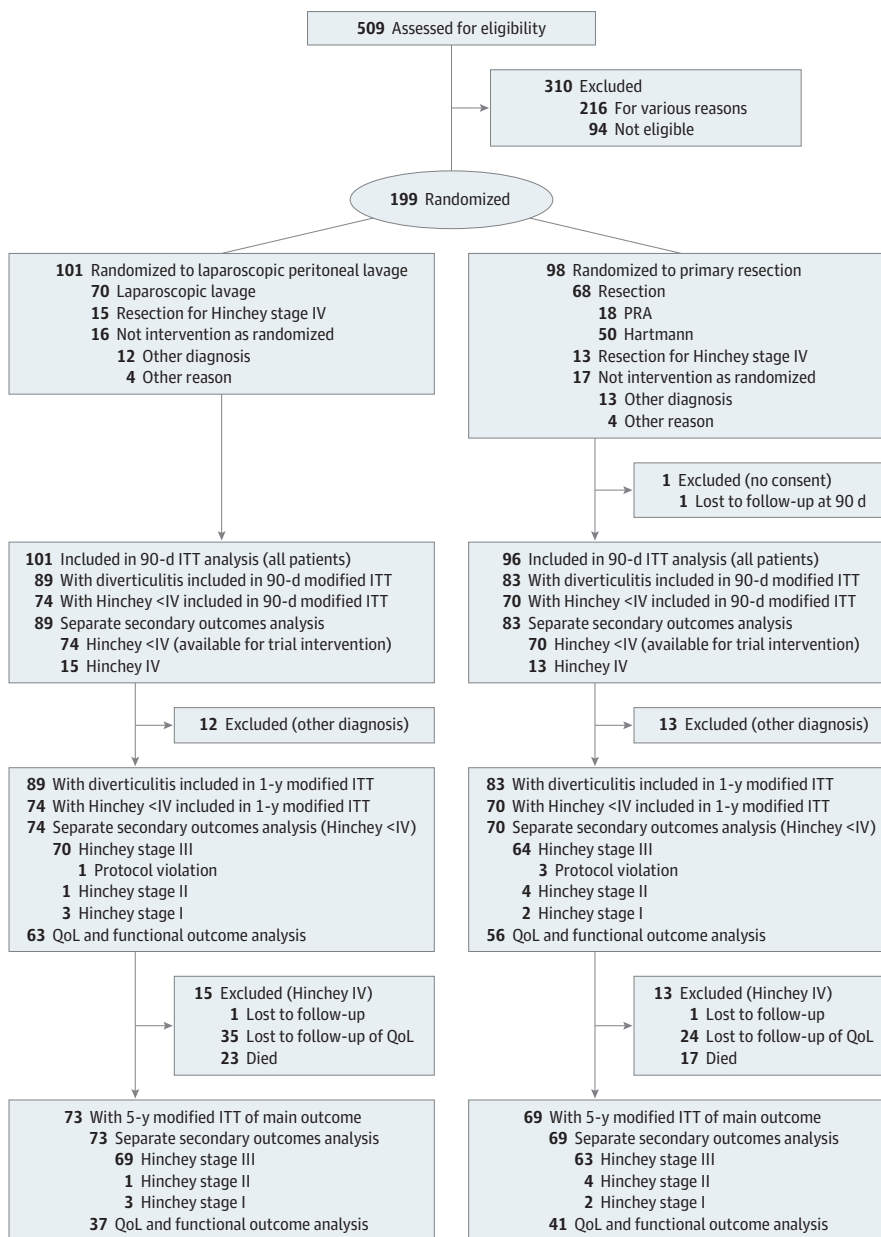 509 Assessed for eligibility
310 Excluded
216 For various reasons
94 Not eligible
199 Randomized
101 Randomized to laparoscopic peritoneal lavage
70 Laparoscopic lavage
15 Resection for Hinchey stage IV
16 Not intervention as randomized
12 Other diagnosis
4 Other reason
98 Randomized to primary resection
68 Resection
18 PRA
50 Hartmann
13 Resection for Hinchey stage IV
17 Not intervention as randomized
13 Other diagnosis
4 Other reason
1 Excluded (no consent)
1 Lost to follow-up at 90 d
101 Included in 90-d ITT analysis (all patients)
89 With diverticulitis included in 90-d modified ITT
74 With Hinchey <IV included in 90-d modified ITT
89 Separate secondary outcomes analysis
74 Hinchey <IV (available for trial intervention)
15 Hinchey IV
96 Included in 90-d ITT analysis (all patients)
83 With diverticulitis included in 90-d modified ITT
70 With Hinchey <IV included in 90-d modified ITT
83 Separate secondary outcomes analysis
70 Hinchey <IV (available for trial intervention)
13 Hinchey IV
12 Excluded (other diagnosis)
13 Excluded (other diagnosis)
89 With diverticulitis included in 1-y modified ITT
74 With Hinchey <IV included in 1-y modified ITT
74 Separate secondary outcomes analysis (Hinchey <IV)
70 Hinchey stage III
1 Protocol violation
1 Hinchey stage II
3 Hinchey stage I
63 QoL and functional outcome analysis
83 With diverticulitis included in 1-y modified ITT
70 With Hinchey <IV included in 1-y modified ITT
70 Separate secondary outcomes analysis (Hinchey <IV)
64 Hinchey stage III
3 Protocol violation
4 Hinchey stage II
2 Hinchey stage I
56 QoL and functional outcome analysis
15 Excluded (Hinchey IV)
1 Lost to follow-up
35 Lost to follow-up of QoL
23 Died
13 Excluded (Hinchey IV)
1 Lost to follow-up
24 Lost to follow-up of QoL
17 Died
73 With 5-y modified ITT of main outcome
73 Separate secondary outcomes analysis
69 Hinchey stage III
1 Hinchey stage II
3 Hinchey stage I
37 QoL and functional outcome analysis
69 With 5-y modified ITT of main outcome
69 Separate secondary outcomes analysis
63 Hinchey stage III
4 Hinchey stage II
2 Hinchey stage I
41 QoL and functional outcome analysis